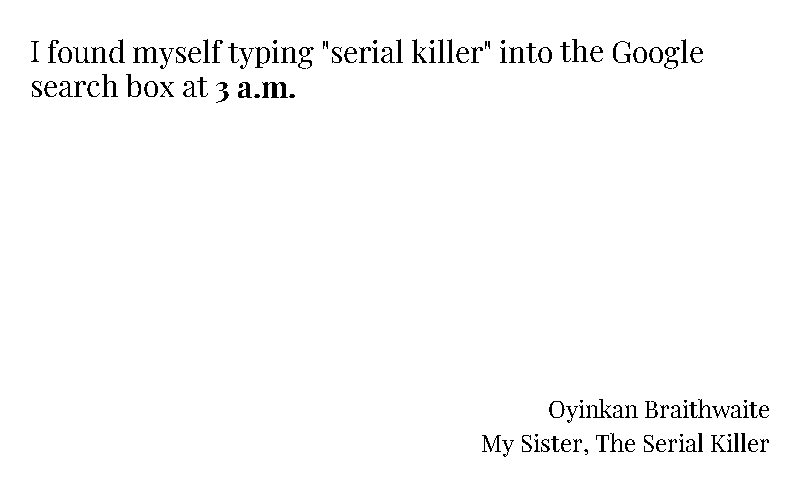 I found myself typing "serial killer" into the Google
search box at 3 a.m.
Oyinkan Braithwaite
My Sister, The Serial Killer